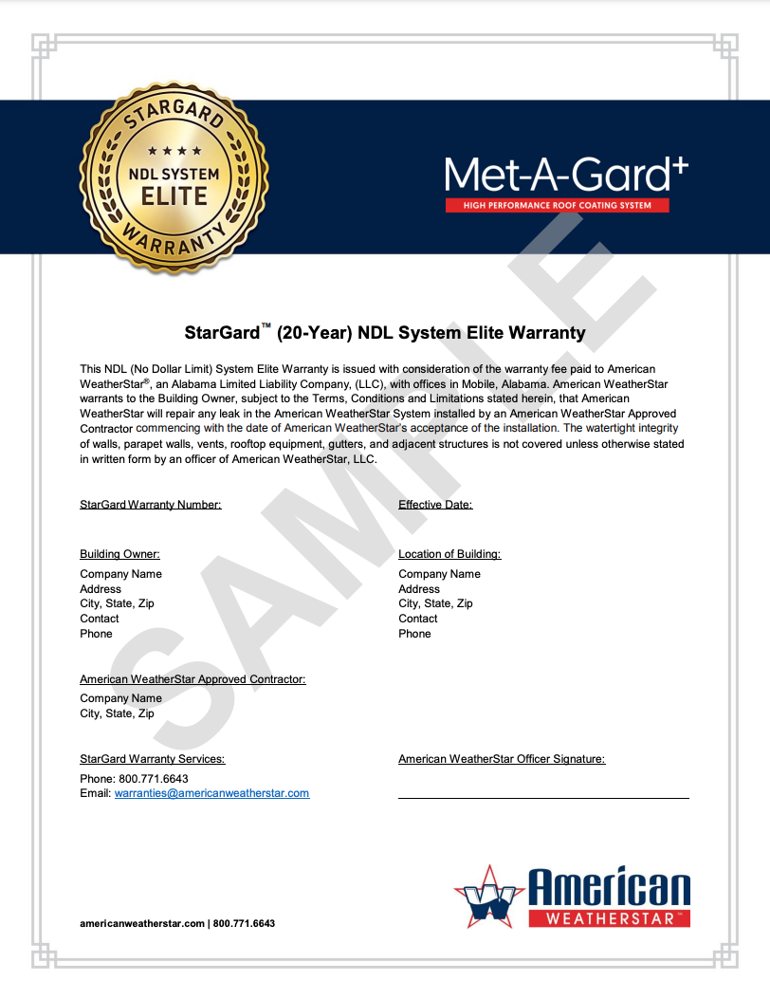 STARGARD
NDL SYSTEM
ELITE
WARRANTY
Met-A-Gard+
HIGH PERFORMANCE ROOF COATING SYSTEM
SAMPLE
StarGard™ (20-Year) NDL System Elite Warranty
This NDL (No Dollar Limit) System Elite Warranty is issued with consideration of the warranty fee paid to American
WeatherStar®, an Alabama Limited Liability Company, (LLC), with offices in Mobile, Alabama. American WeatherStar
warrants to the Building Owner, subject to the Terms, Conditions and Limitations stated herein, that American
WeatherStar will repair any leak in the American WeatherStar System installed by an American WeatherStar Approved
Contractor commencing with the date of American WeatherStar's acceptance of the installation. The watertight integrity
of walls, parapet walls, vents, rooftop equipment, gutters, and adjacent structures is not covered unless otherwise stated
in written form by an officer of American WeatherStar, LLC.
StarGard Warranty Number:
Effective Date:
Building Owner:
Company Name
Address
City, State, Zip
Contact
Phone
Location of Building:
Company Name
Address
City, State, Zip
Contact
Phone
American WeatherStar Approved Contractor:
Company Name
City, State, Zip
StarGard Warranty Services:
Phone: 800.771.6643
Email: warranties@americanweatherstar.com
American WeatherStar Officer Signature:
W American
WEATHERSTAR™
americanweatherstar.com | 800.771.6643